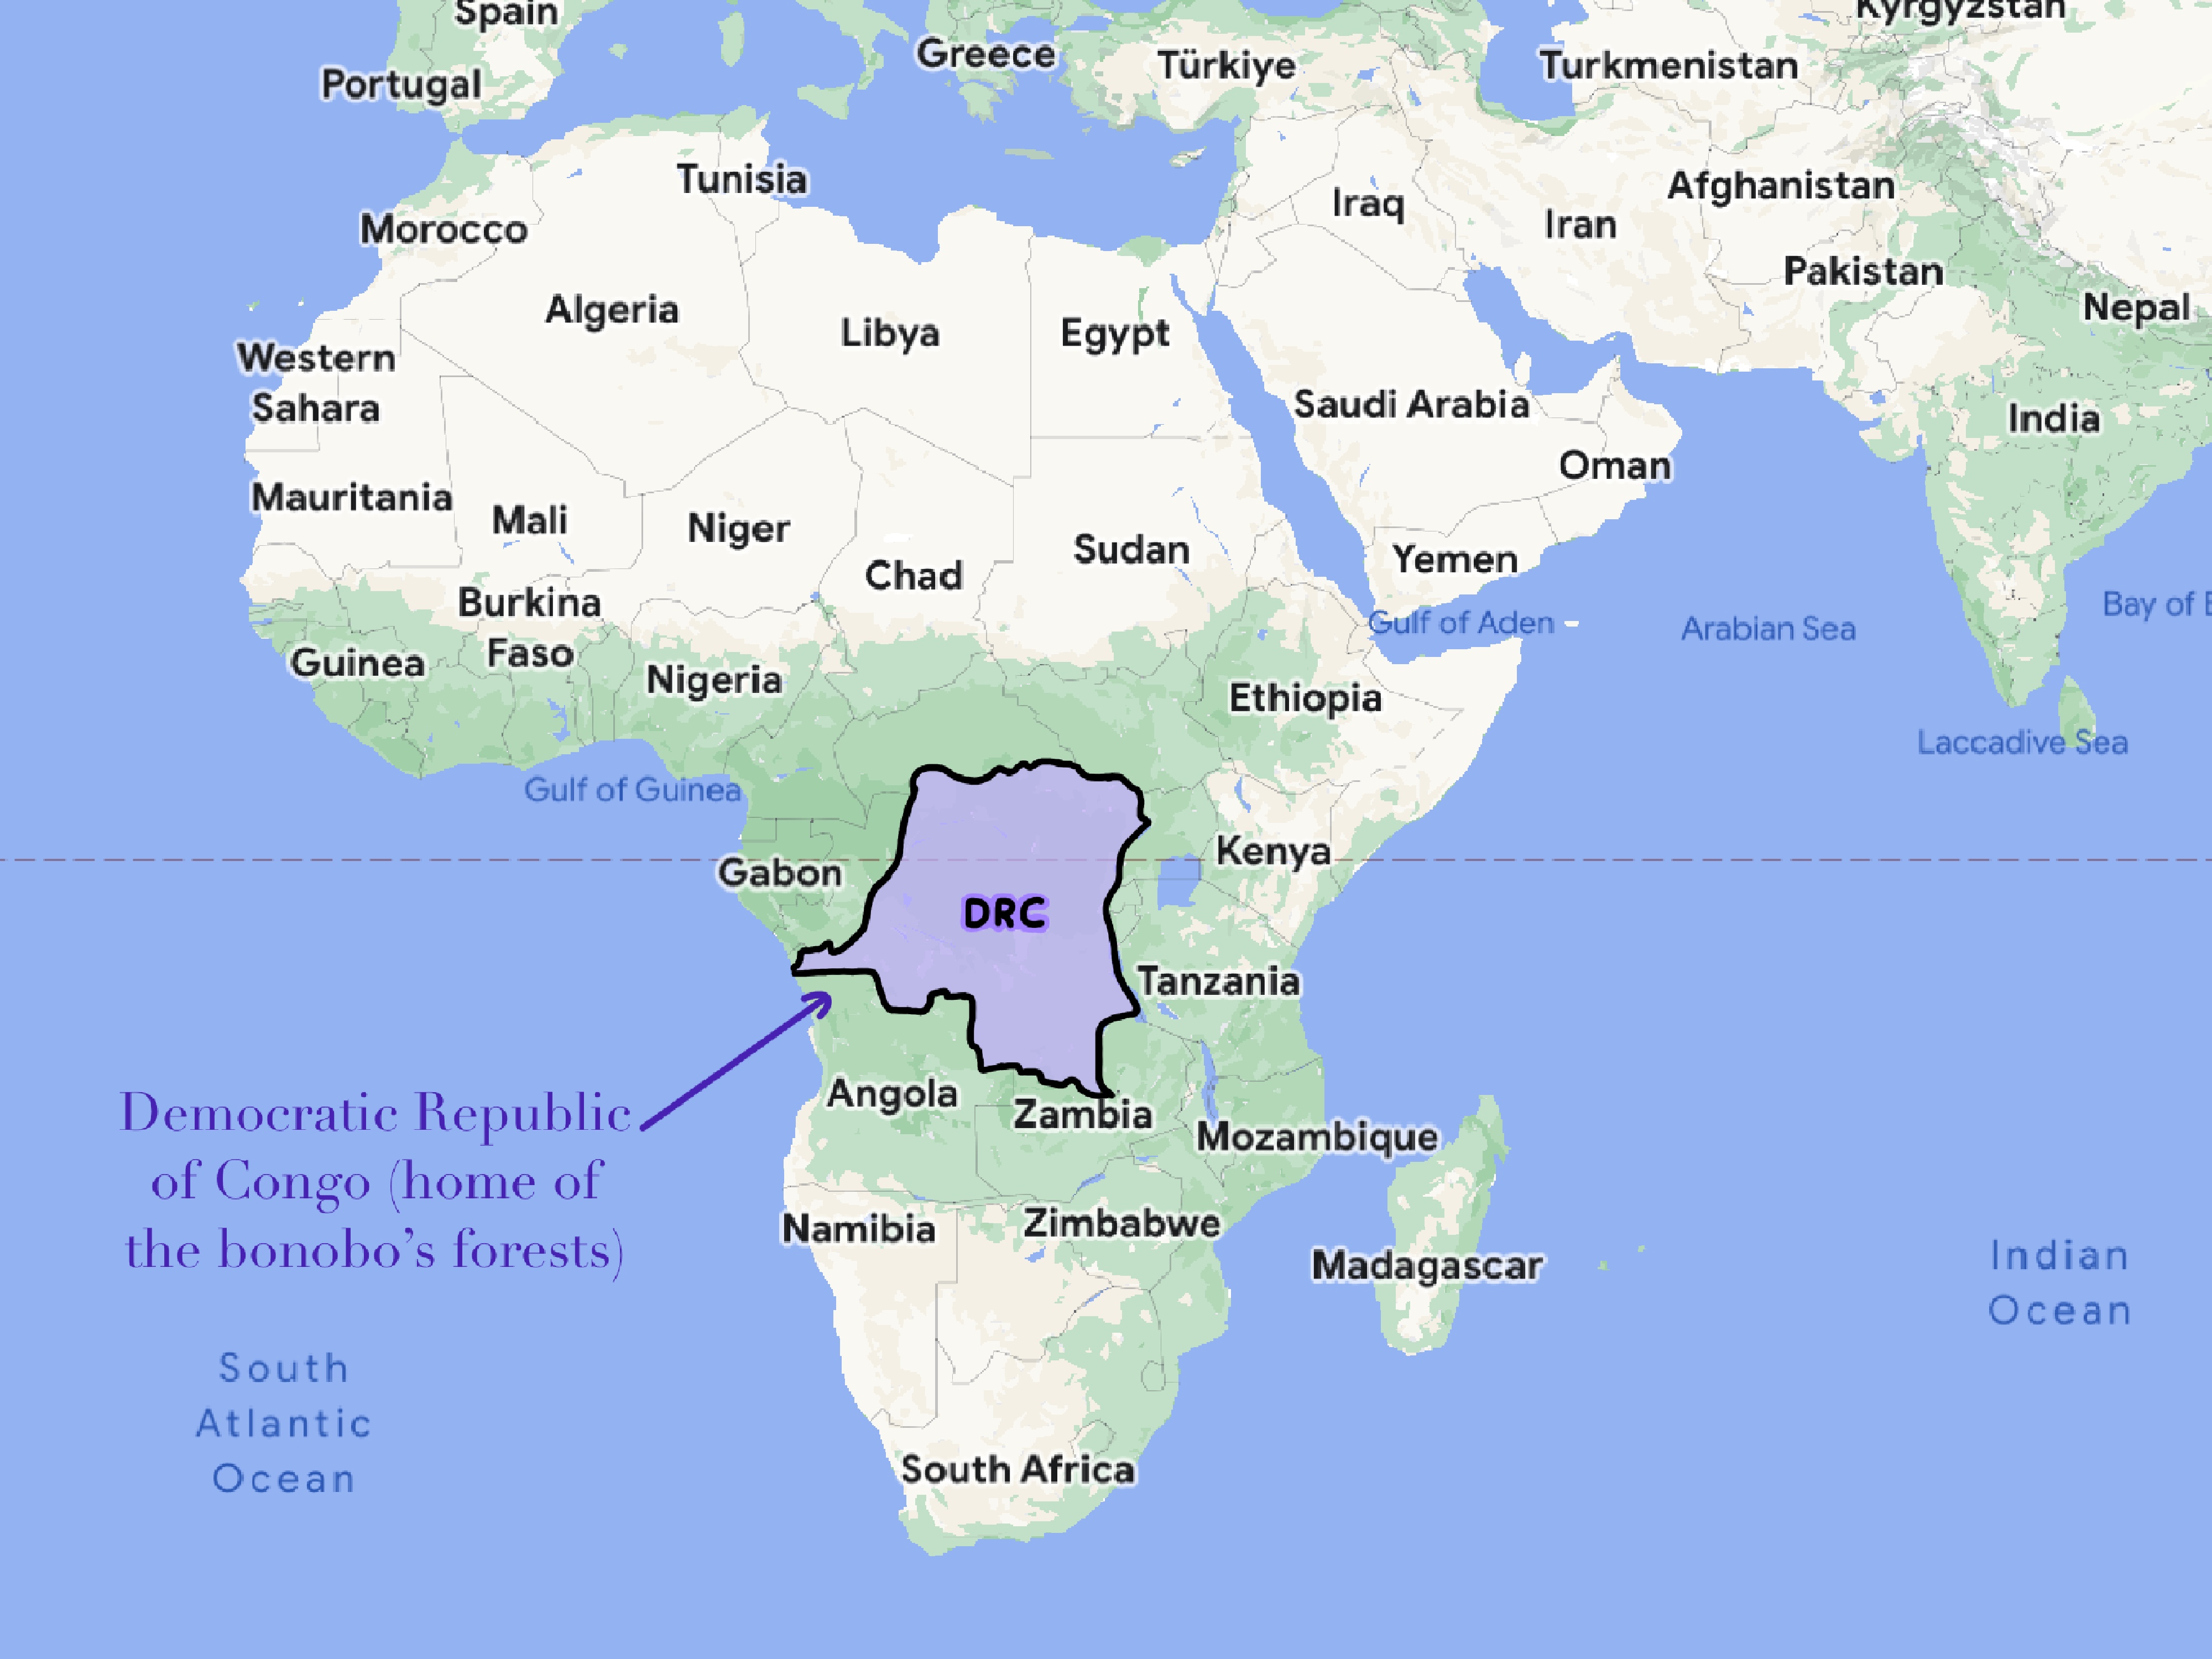 Spain
Kyrgyzstan
Portugal
Greece
Türkiye
Turkmenistan
Tunisia
Morocco
Iraq
Iran
Afghanistan
Pakistan
Nepal
Algeria
Libya
Egypt
Western
Sahara
Saudi Arabia
Oman
India
Mauritania
Mali
Niger
Chad
Sudan
Yemen
Burkina
Faso
Gulf of Aden
Arabian Sea
Bay of
Guinea
Nigeria
Ethiopia
Laccadive Sea
Gulf of Guinea
Gabon
Kenya
DRC
Tanzania
Democratic Republic
of Congo (home of
the bonobo's forests)
Angola
Zambia
Mozambique
Namibia
Zimbabwe
Madagascar
Indian
Ocean
South
Atlantic
Ocean
South Africa